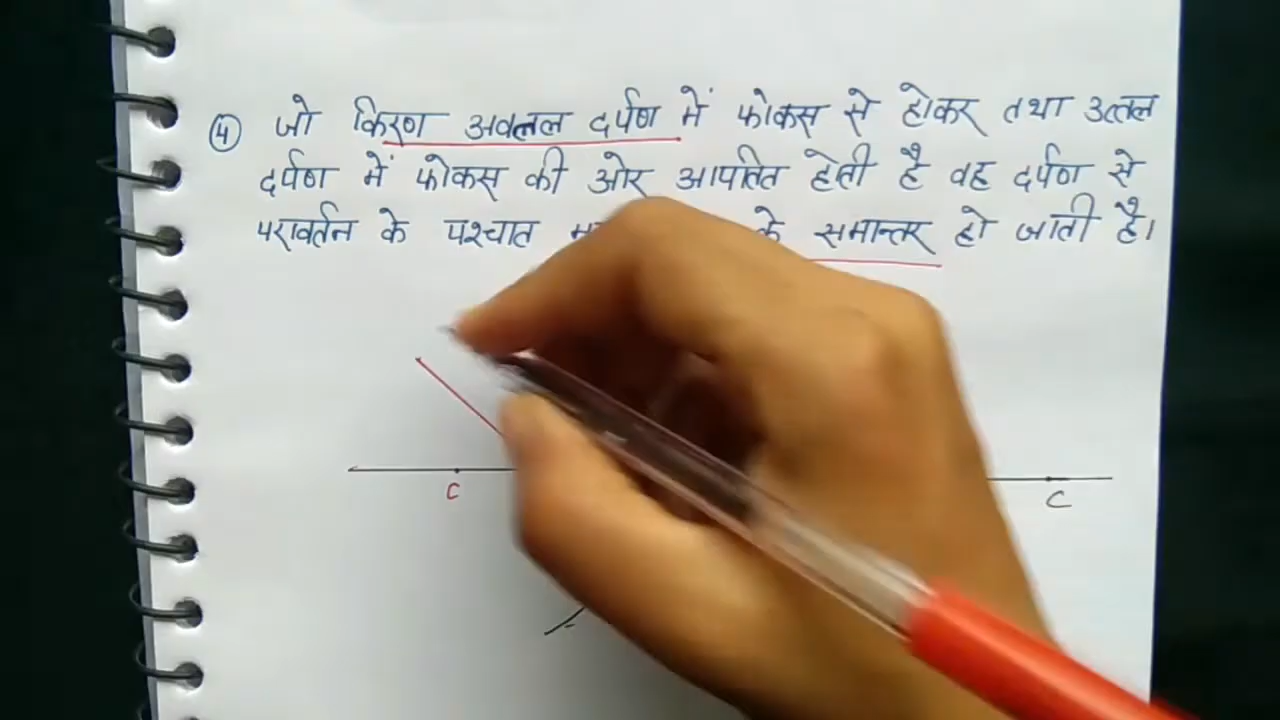 ④ जो किरण अवतल दर्पण में फोकस से होकर तथा उत्तल
दर्पण में फोकस की ओर आपतित होती है वह दर्पण से
परावर्तन के पश्चात के समान्तर हो जाती है।
C
C